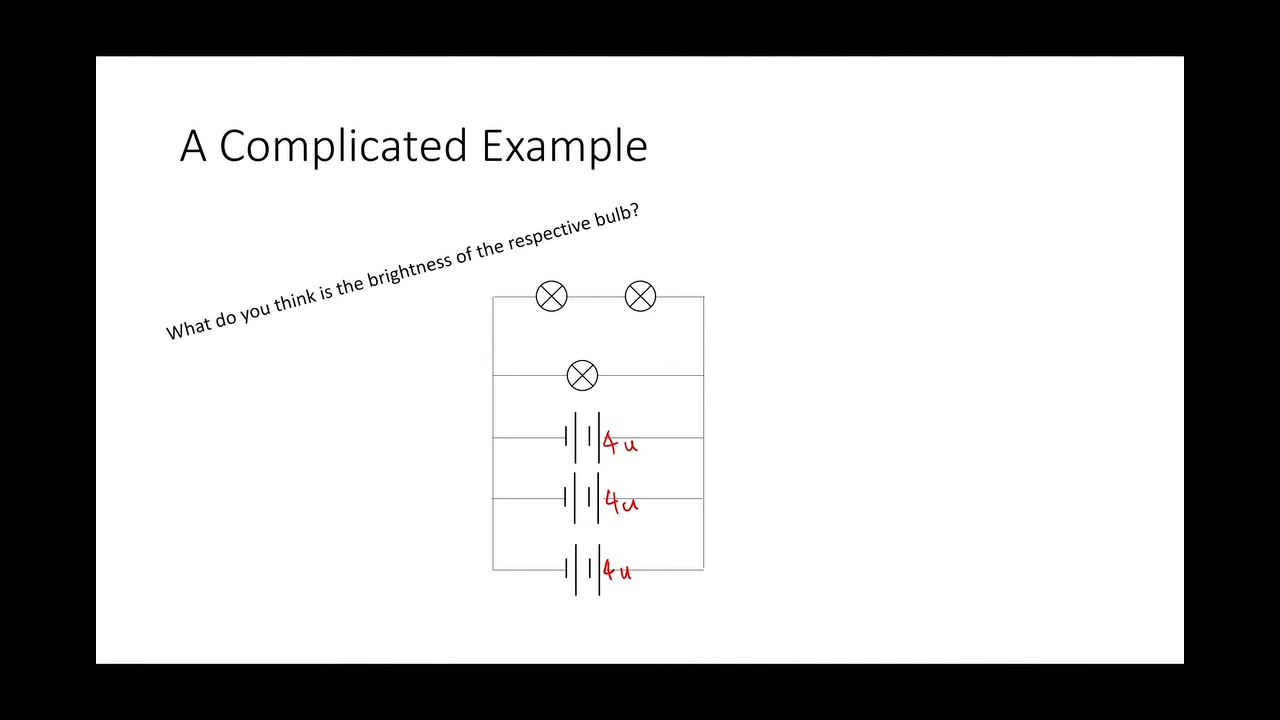 A Complicated Example
What do you think is the brightness of the respective bulb?
4u
4u
4u